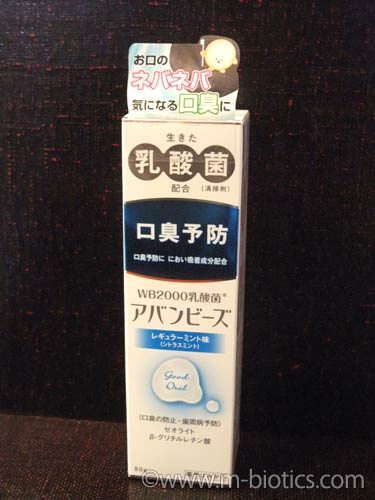 お口の
ネバネバ
気になる口臭に
生きた
乳酸菌
配合（清掃剤）
口臭予防
口臭予防に におい吸着成分配合
WB2000乳酸菌※
アバンビーズ
レギュラーミント味
（シトラスミント）
Good
Oral
〈口臭の防止・歯周病予防〉
ゼオライト
β-グリチルレチン酸
80g
© www.m-biotics.com